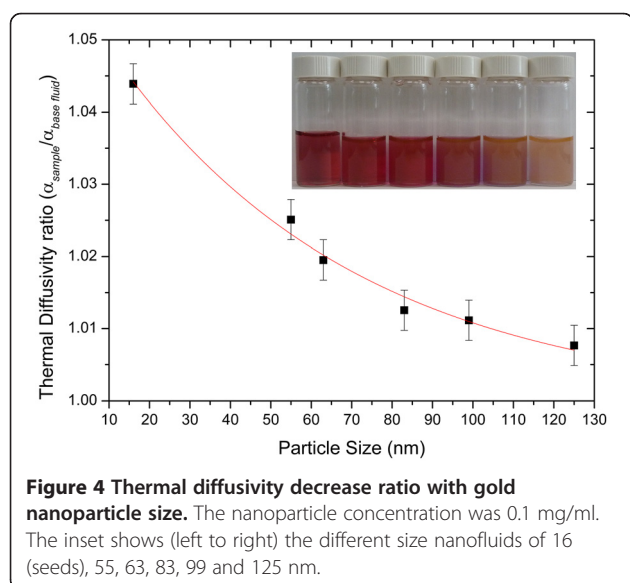 1.05
1.04
1.03
1.02
1.01
1.00
Thermal Diffusivity ratio (α_sample/α_base fluid)
10 20 30 40 50 60 70 80 90 100 110 120 130
Particle Size (nm)
Figure 4 Thermal diffusivity decrease ratio with gold
nanoparticle size. The nanoparticle concentration was 0.1 mg/ml.
The inset shows (left to right) the different size nanofluids of 16
(seeds), 55, 63, 83, 99 and 125 nm.